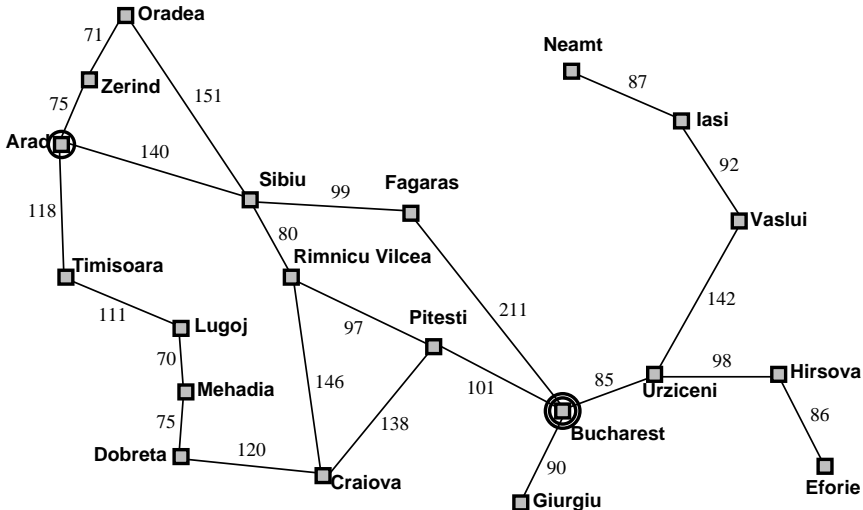 Oradea
71
Neamt
87
Zerind
151
75
Iasi
Arad
140
92
Sibiu
99
Fagaras
118
Vaslui
80
Timisoara
Rimnicu Vilcea
142
111
Lugoj
97
Pitesti
211
70
98
Hirsova
146
101
85
Urziceni
Mehadia
75
138
86
Bucharest
120
Dobreta
90
Craiova
Eforie
Giurgiu